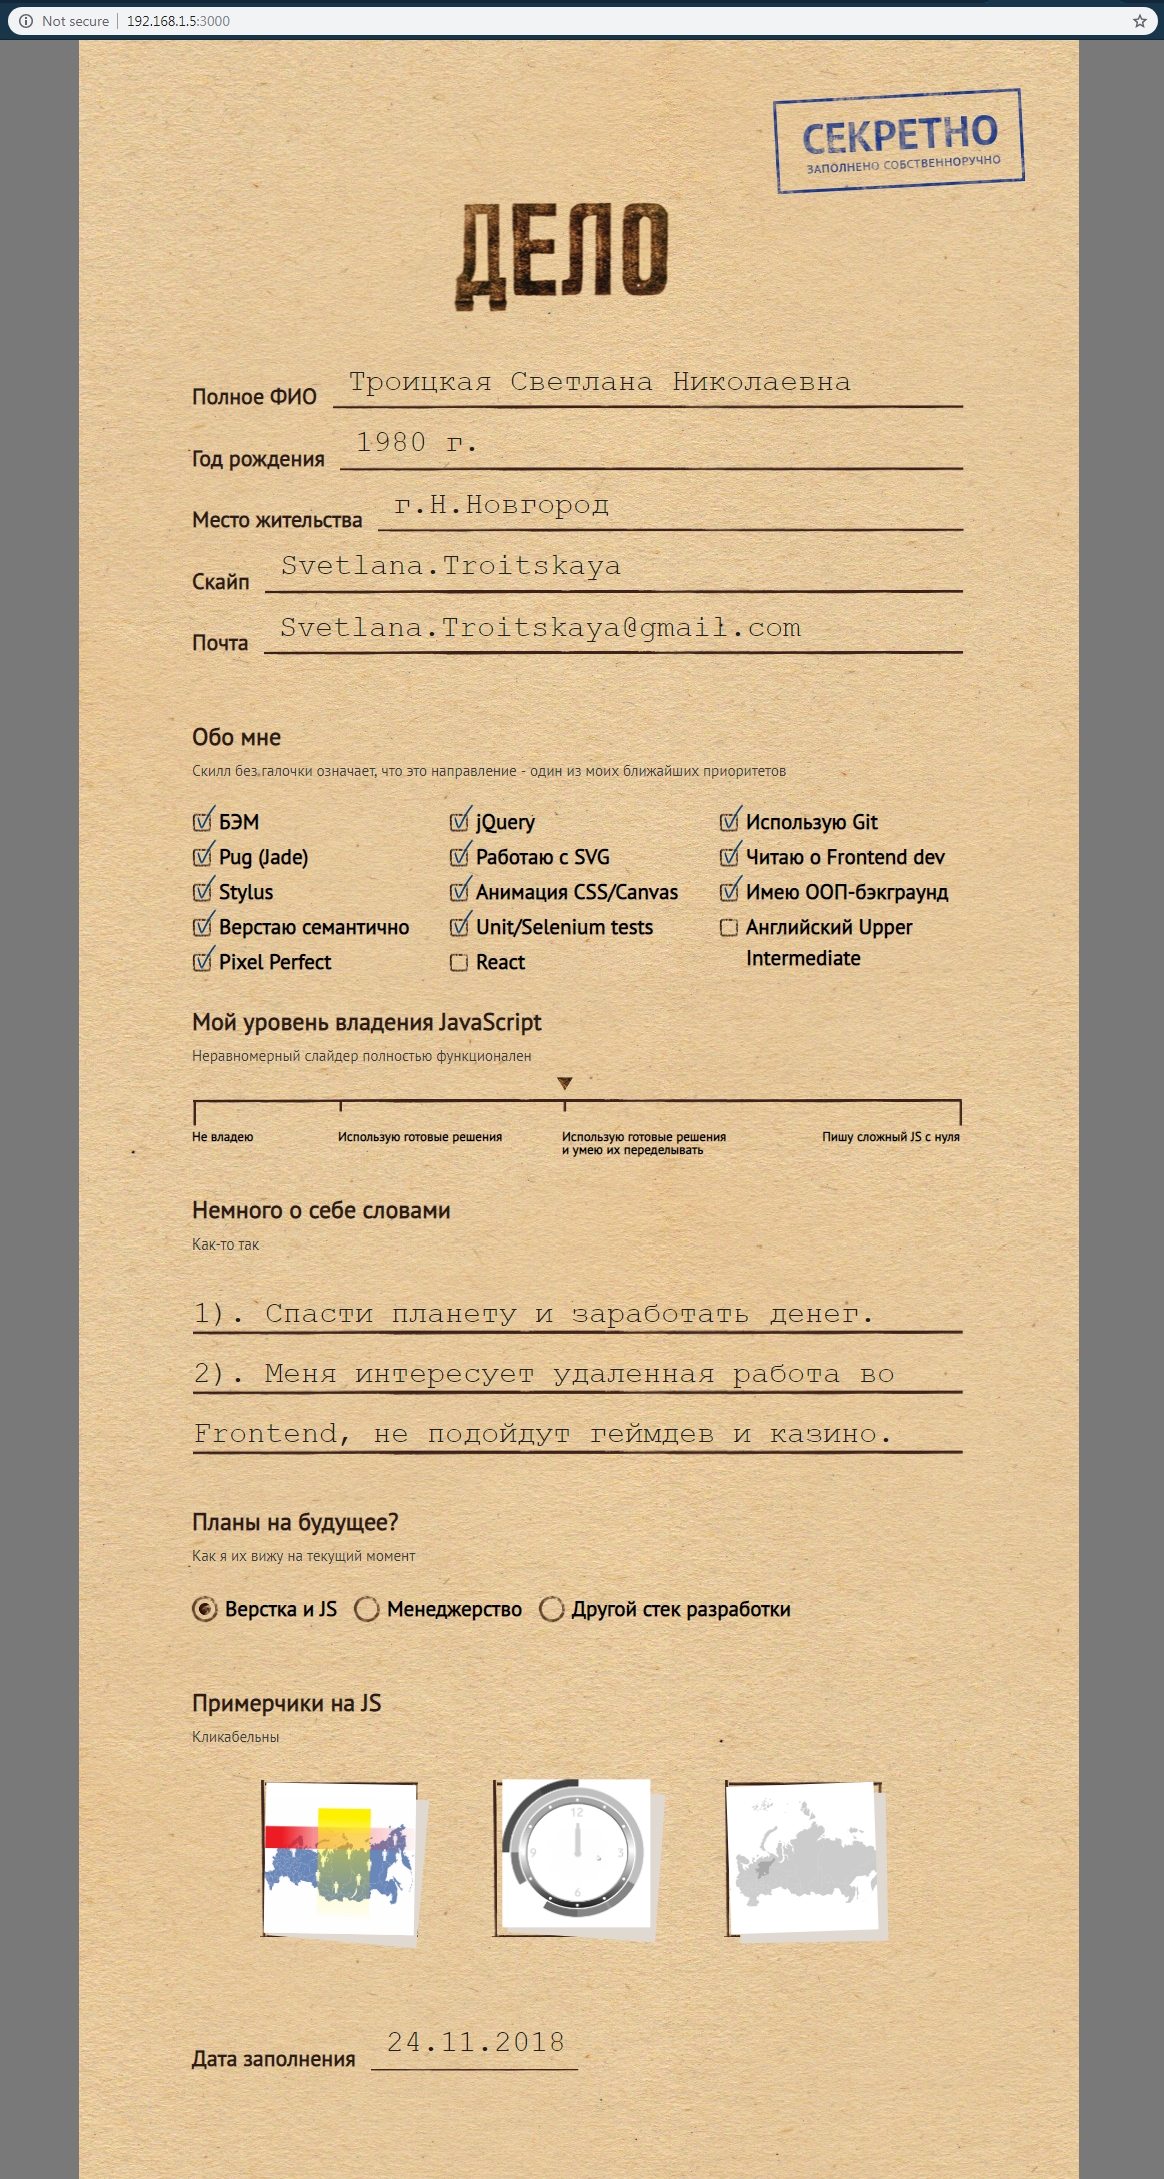 Not secure | 192.168.1.5:3000
СЕКРЕТНО
ЗАПОЛНЕНО СОБСТВЕННОРУЧНО
ДЕЛО
Полное ФИО Троицкая Светлана Николаевна
Год рождения 1980 г.
Место жительства г.Н.Новгород
Скайп Svetlana.Troitskaya
Почта Svetlana.Troitskaya@gmail.com
Обо мне
Скилл без галочки означает, что это направление - один из моих ближайших приоритетов
БЭМ
Pug (Jade)
Stylus
Верстаю семантично
Pixel Perfect
jQuery
Работаю с SVG
Анимация CSS/Canvas
Unit/Selenium tests
React
Использую Git
Читаю о Frontend dev
Имею ООП-бэкграунд
Английский Upper
Intermediate
Мой уровень владения JavaScript
Неравномерный слайдер полностью функционален
Не владею
Использую готовые решения
Использую готовые решения
и умею их переделывать
Пишу сложный JS с нуля
Немного о себе словами
Как-то так
1). Спасти планету и заработать денег.
2). Меня интересует удаленная работа во
Frontend, не подойдут геймдев и казино.
Планы на будущее?
Как я их вижу на текущий момент
Верстка и JS Менеджерство Другой стек разработки
Примерчики на JS
Кликабельны
12
9 3
6
Дата заполнения 24.11.2018